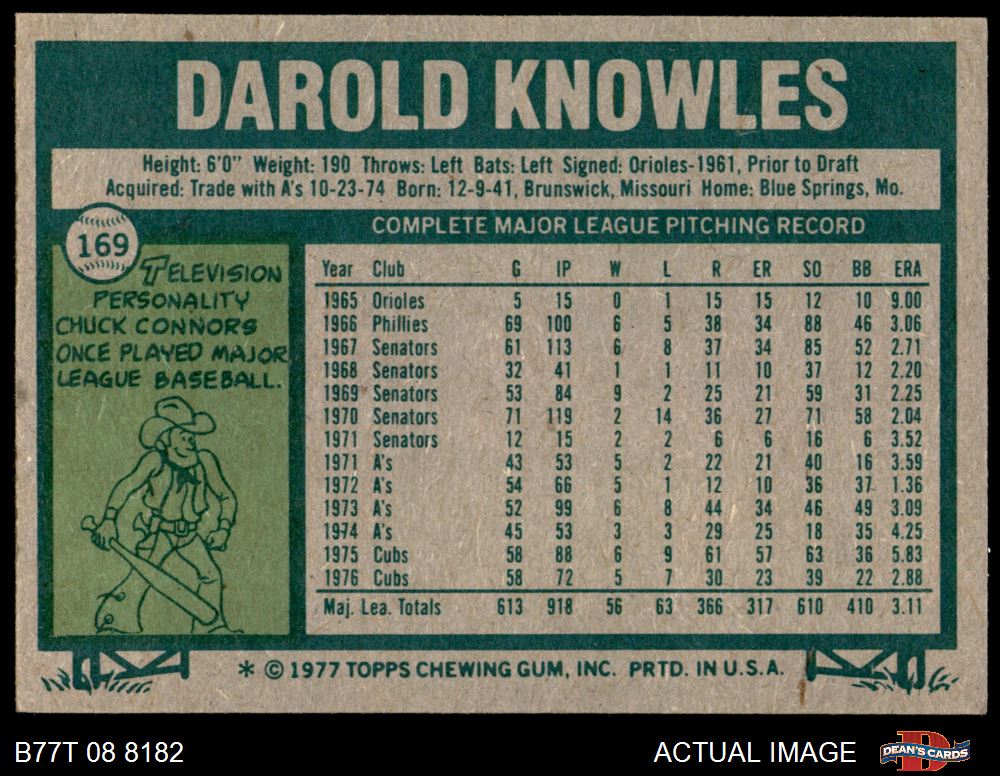 DAROLD KNOWLES
Height: 6'0" Weight: 190 Throws: Left Bats: Left Signed: Orioles-1961, Prior to Draft
Acquired: Trade with A's 10-23-74 Born: 12-9-41, Brunswick, Missouri Home: Blue Springs, Mo.
169
TELEVISION
PERSONALITY
CHUCK CONNORS
ONCE PLAYED MAJOR
LEAGUE BASEBALL.
COMPLETE MAJOR LEAGUE PITCHING RECORD
Year Club G IP W L R ER SO BB ERA
1965 Orioles 5 15 0 1 15 15 12 10 9.00
1966 Phillies 69 100 6 5 38 34 88 46 3.06
1967 Senators 61 113 6 8 37 34 85 52 2.71
1968 Senators 32 41 1 1 11 10 37 12 2.20
1969 Senators 53 84 9 2 25 21 59 31 2.25
1970 Senators 71 119 2 14 36 27 71 58 2.04
1971 Senators 12 15 2 2 6 6 16 6 3.52
1971 A's 43 53 5 2 22 21 40 16 3.59
1972 A's 54 66 5 1 12 10 36 37 1.36
1973 A's 52 99 6 8 44 34 46 49 3.09
1974 A's 45 53 3 3 29 25 18 35 4.25
1975 Cubs 58 88 6 9 61 57 63 36 5.83
1976 Cubs 58 72 5 7 30 23 39 22 2.88
Maj. Lea. Totals 613 918 56 63 366 317 610 410 3.11
* © 1977 TOPPS CHEWING GUM, INC. PRTD. IN U.S.A.
B77T 08 8182 ACTUAL IMAGE DEAN'S CARDS